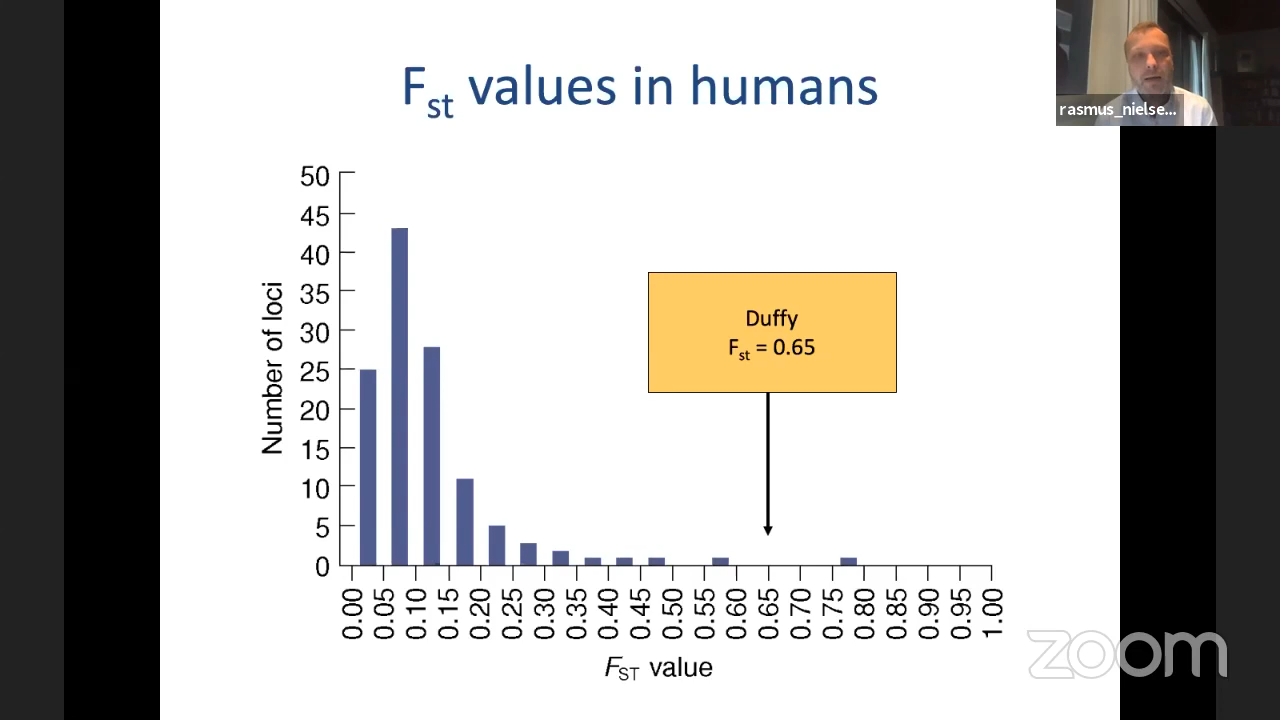 F_st values in humans
rasmus_nielse...
50
45
40
35
30
25
20
15
10
5
0
Number of loci
Duffy
F_st = 0.65
0.00 0.05 0.10 0.15 0.20 0.25 0.30 0.35 0.40 0.45 0.50 0.55 0.60 0.65 0.70 0.75 0.80 0.85 0.90 0.95 1.00
F_ST value
zoom